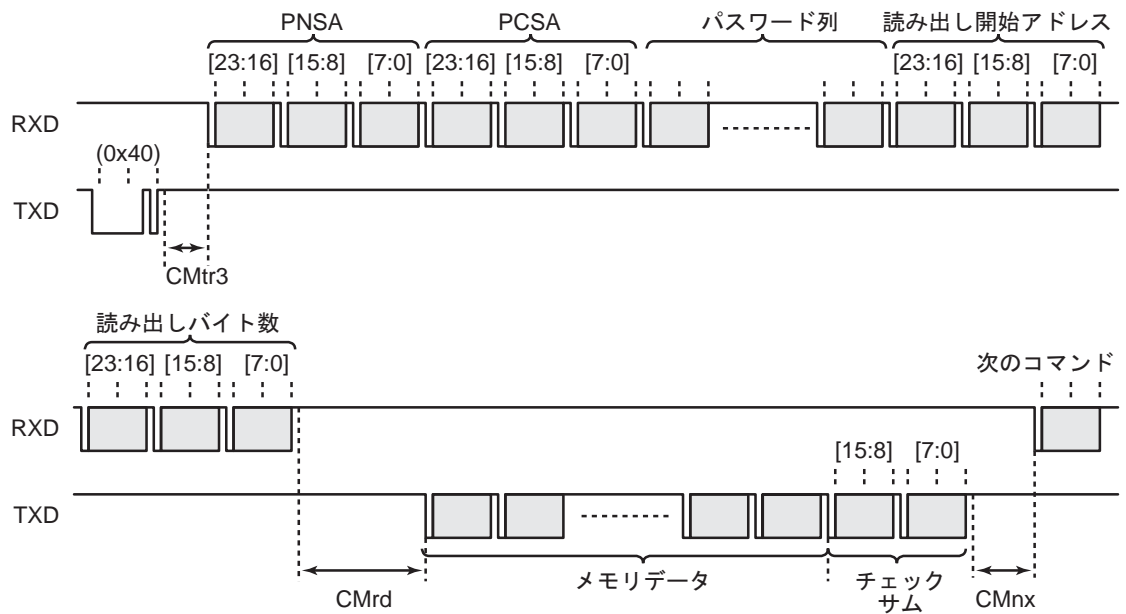 PNSA PCSA パスワード列 読み出し開始アドレス
[23:16] [15:8] [7:0] [23:16] [15:8] [7:0] [23:16] [15:8] [7:0]
RXD
(0x40)
TXD
CMtr3
読み出しバイト数
[23:16] [15:8] [7:0] 次のコマンド
RXD
[15:8] [7:0]
TXD
メモリデータ チェック
サム
CMrd CMnx